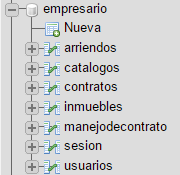 empresario
Nueva
arriendos
catalogos
contratos
inmuebles
manejodecontrato
sesion
usuarios